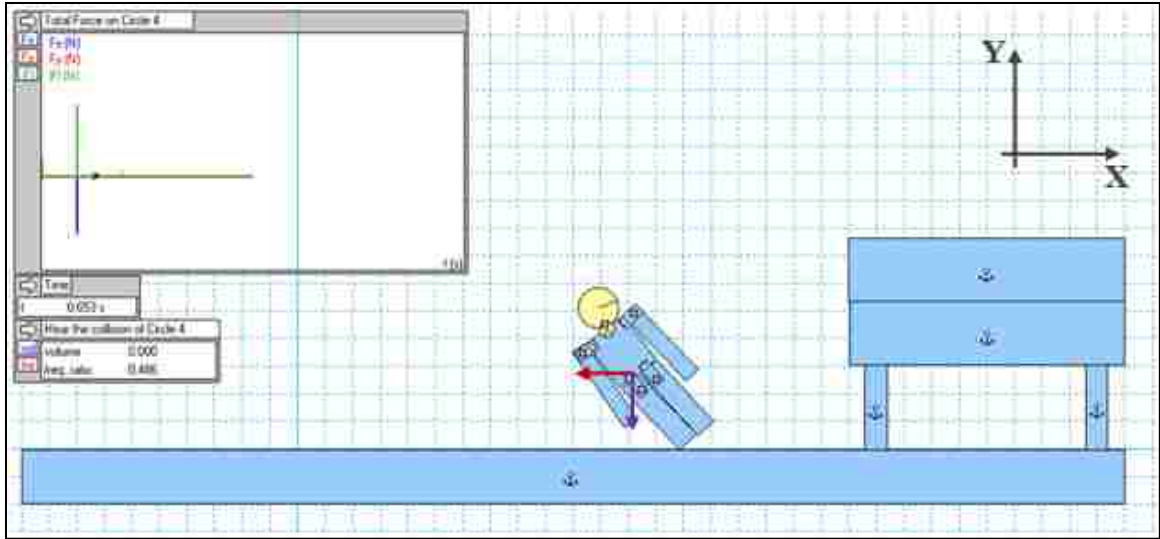 Total Force on Circle 4
Fx (N)
Fy (N)
|F| (N)
t (s)
Time
t 0.653 s
Hear the collision of Circle 4
volume 0.000
freq. ratio 0.486
Y
X